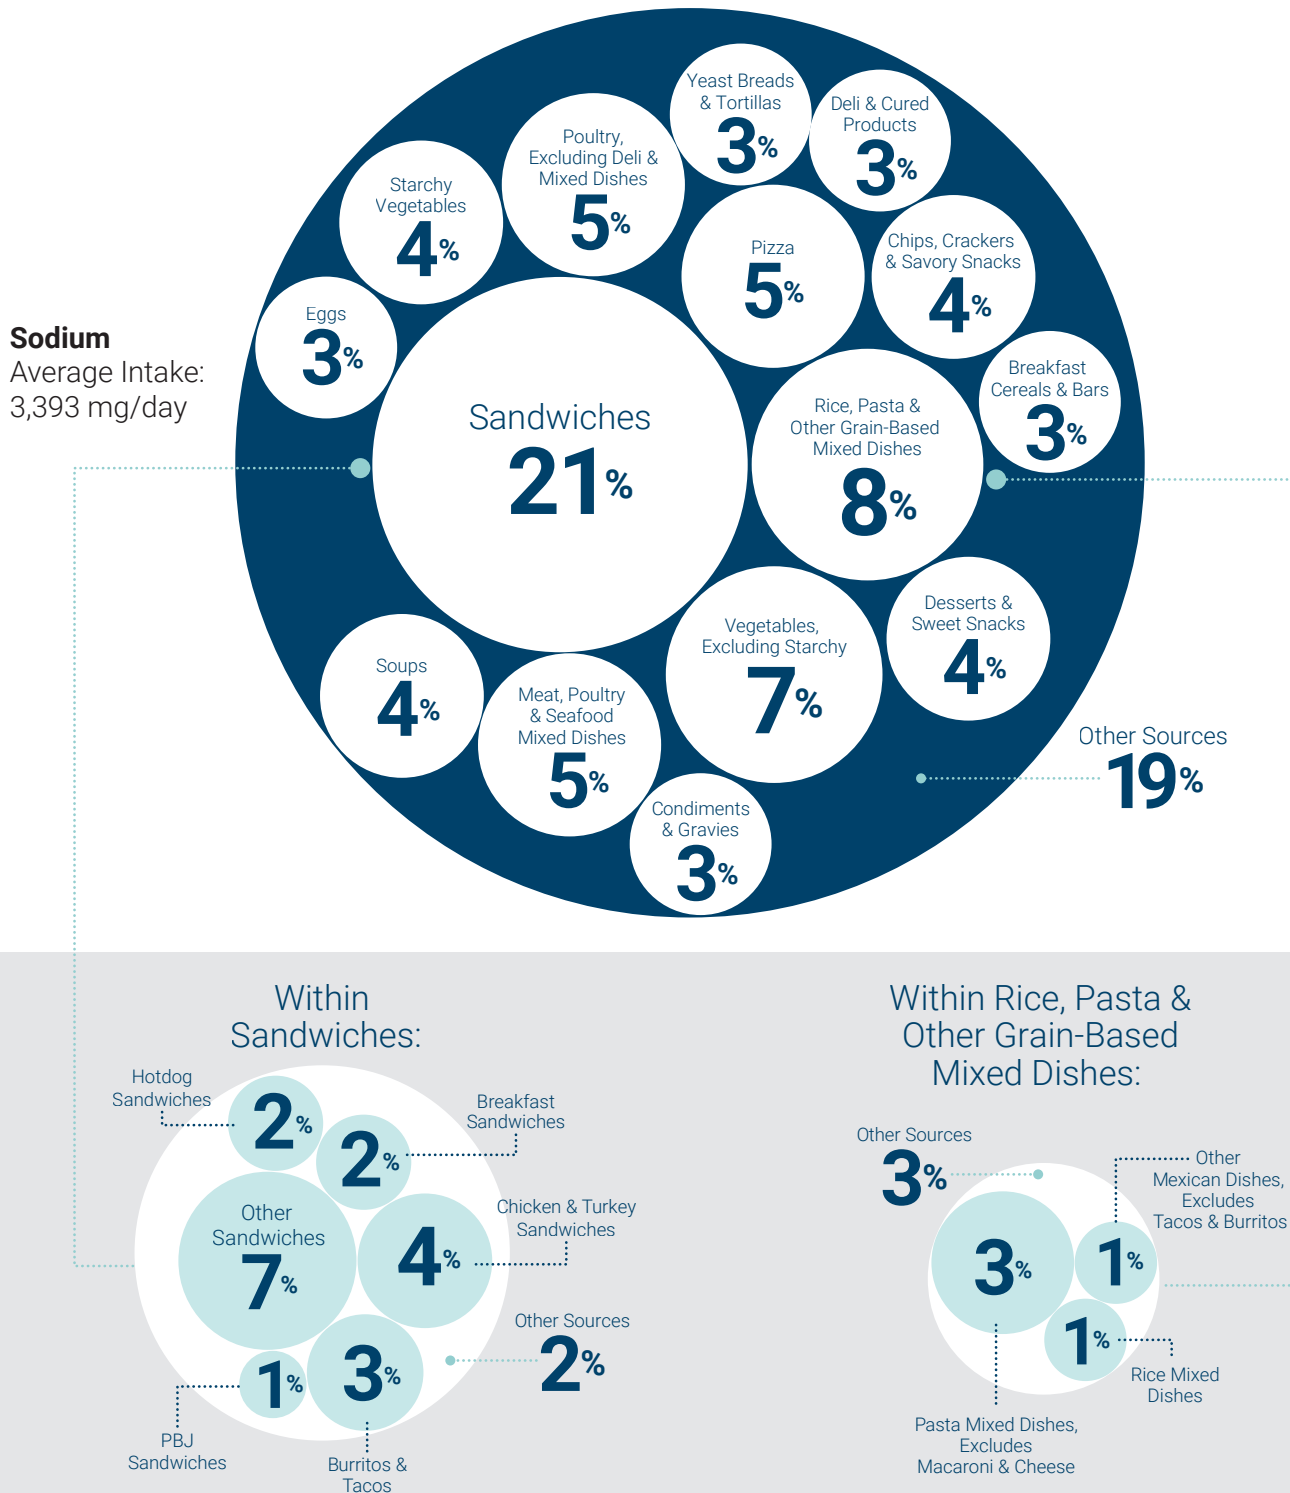 Yeast Breads
& Tortillas
3%
Deli & Cured
Products
3%
Poultry,
Excluding Deli &
Mixed Dishes
5%
Starchy
Vegetables
4%
Pizza
5%
Chips, Crackers
& Savory Snacks
4%
Eggs
3%
Sodium
Average Intake:
3,393 mg/day
Breakfast
Cereals & Bars
3%
Sandwiches
21%
Rice, Pasta &
Other Grain-Based
Mixed Dishes
8%
Desserts &
Sweet Snacks
4%
Vegetables,
Excluding Starchy
7%
Soups
4%
Meat, Poultry
& Seafood
Mixed Dishes
5%
Other Sources
19%
Condiments
& Gravies
3%
Within
Sandwiches:
Hotdog
Sandwiches
2%
Breakfast
Sandwiches
2%
Other
Sandwiches
7%
Chicken & Turkey
Sandwiches
4%
Other Sources
2%
1%
PBJ
Sandwiches
3%
Burritos &
Tacos
Within Rice, Pasta &
Other Grain-Based
Mixed Dishes:
Other Sources
3%
Other
Mexican Dishes,
Excludes
Tacos & Burritos
1%
3%
1%
Rice Mixed
Dishes
Pasta Mixed Dishes,
Excludes
Macaroni & Cheese